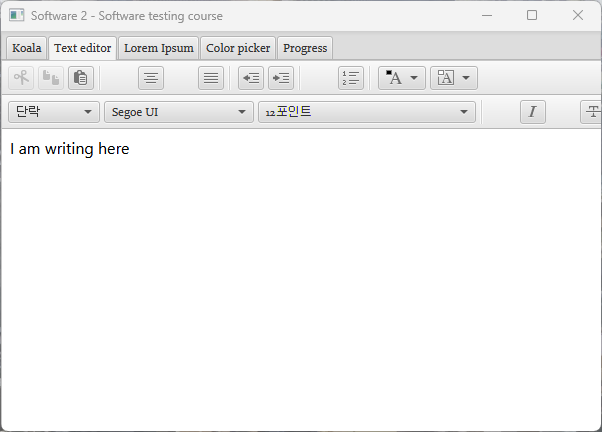 Software 2 - Software testing course
Koala Text editor Lorem Ipsum Color picker Progress
단락 Segoe UI 12포인트
I am writing here